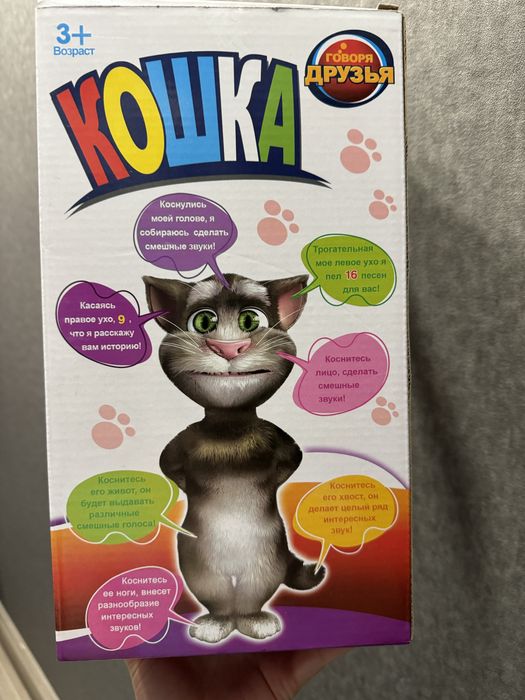 3+
Возраст
ГОВОРЯ
ДРУЗЬЯ
КОШКА
Коснулись
моей голове, я
собираюсь сделать
смешные звуки!
Трогательная
мое левое ухо я
пел 16 песен
для вас!
Касаясь
правое ухо, 9 ,
что я расскажу
вам историю!
Коснитесь
лицо, сделать
смешные
звуки!
Коснитесь
его живот, он
будет выдавать
различные
смешные голоса!
Коснитесь
его хвост, он
делает целый ряд
интересных
звук!
Коснитесь
ее ноги, внесет
разнообразие
интересных
звуков!